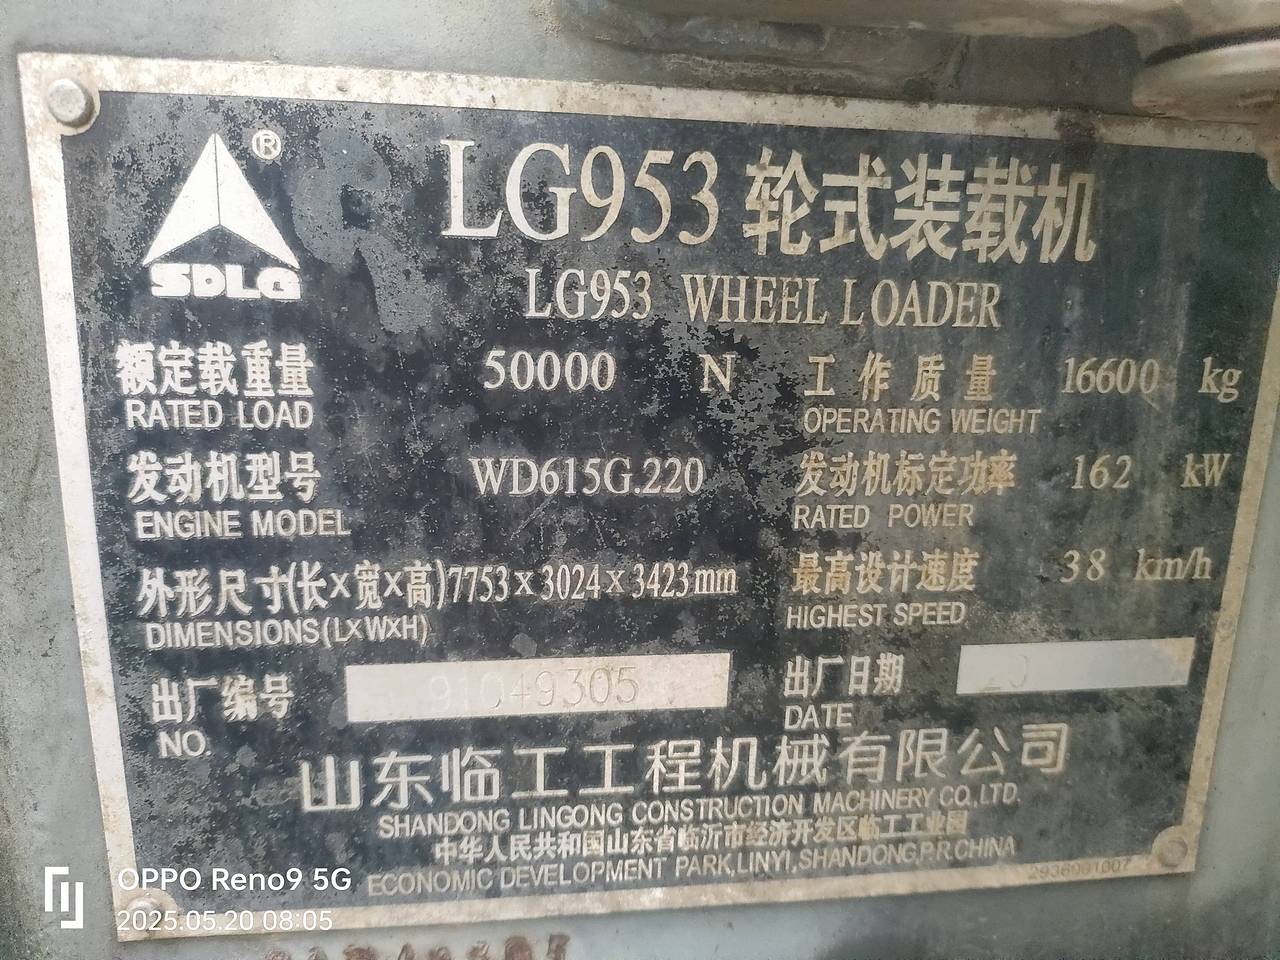 ®
SDLG
LG953 轮式装载机
LG953 WHEEL LOADER
额定载重量 50000 N 工作质量 16600 kg
RATED LOAD OPERATING WEIGHT
发动机型号 WD615G.220 发动机标定功率 162 kW
ENGINE MODEL RATED POWER
外形尺寸(长×宽×高)7753×3024×3423mm 最高设计速度 38 km/h
DIMENSIONS(L×W×H) HIGHEST SPEED
出厂编号 91049305 出厂日期
NO. DATE
山东临工工程机械有限公司
SHANDONG LINGONG CONSTRUCTION MACHINERY CO.,LTD.
中华人民共和国山东省临沂市经济开发区临工工业园
ECONOMIC DEVELOPMENT PARK,LINYI,SHANDONG,P.R.CHINA
2936001007
OPPO Reno9 5G
2025.05.20 08:05